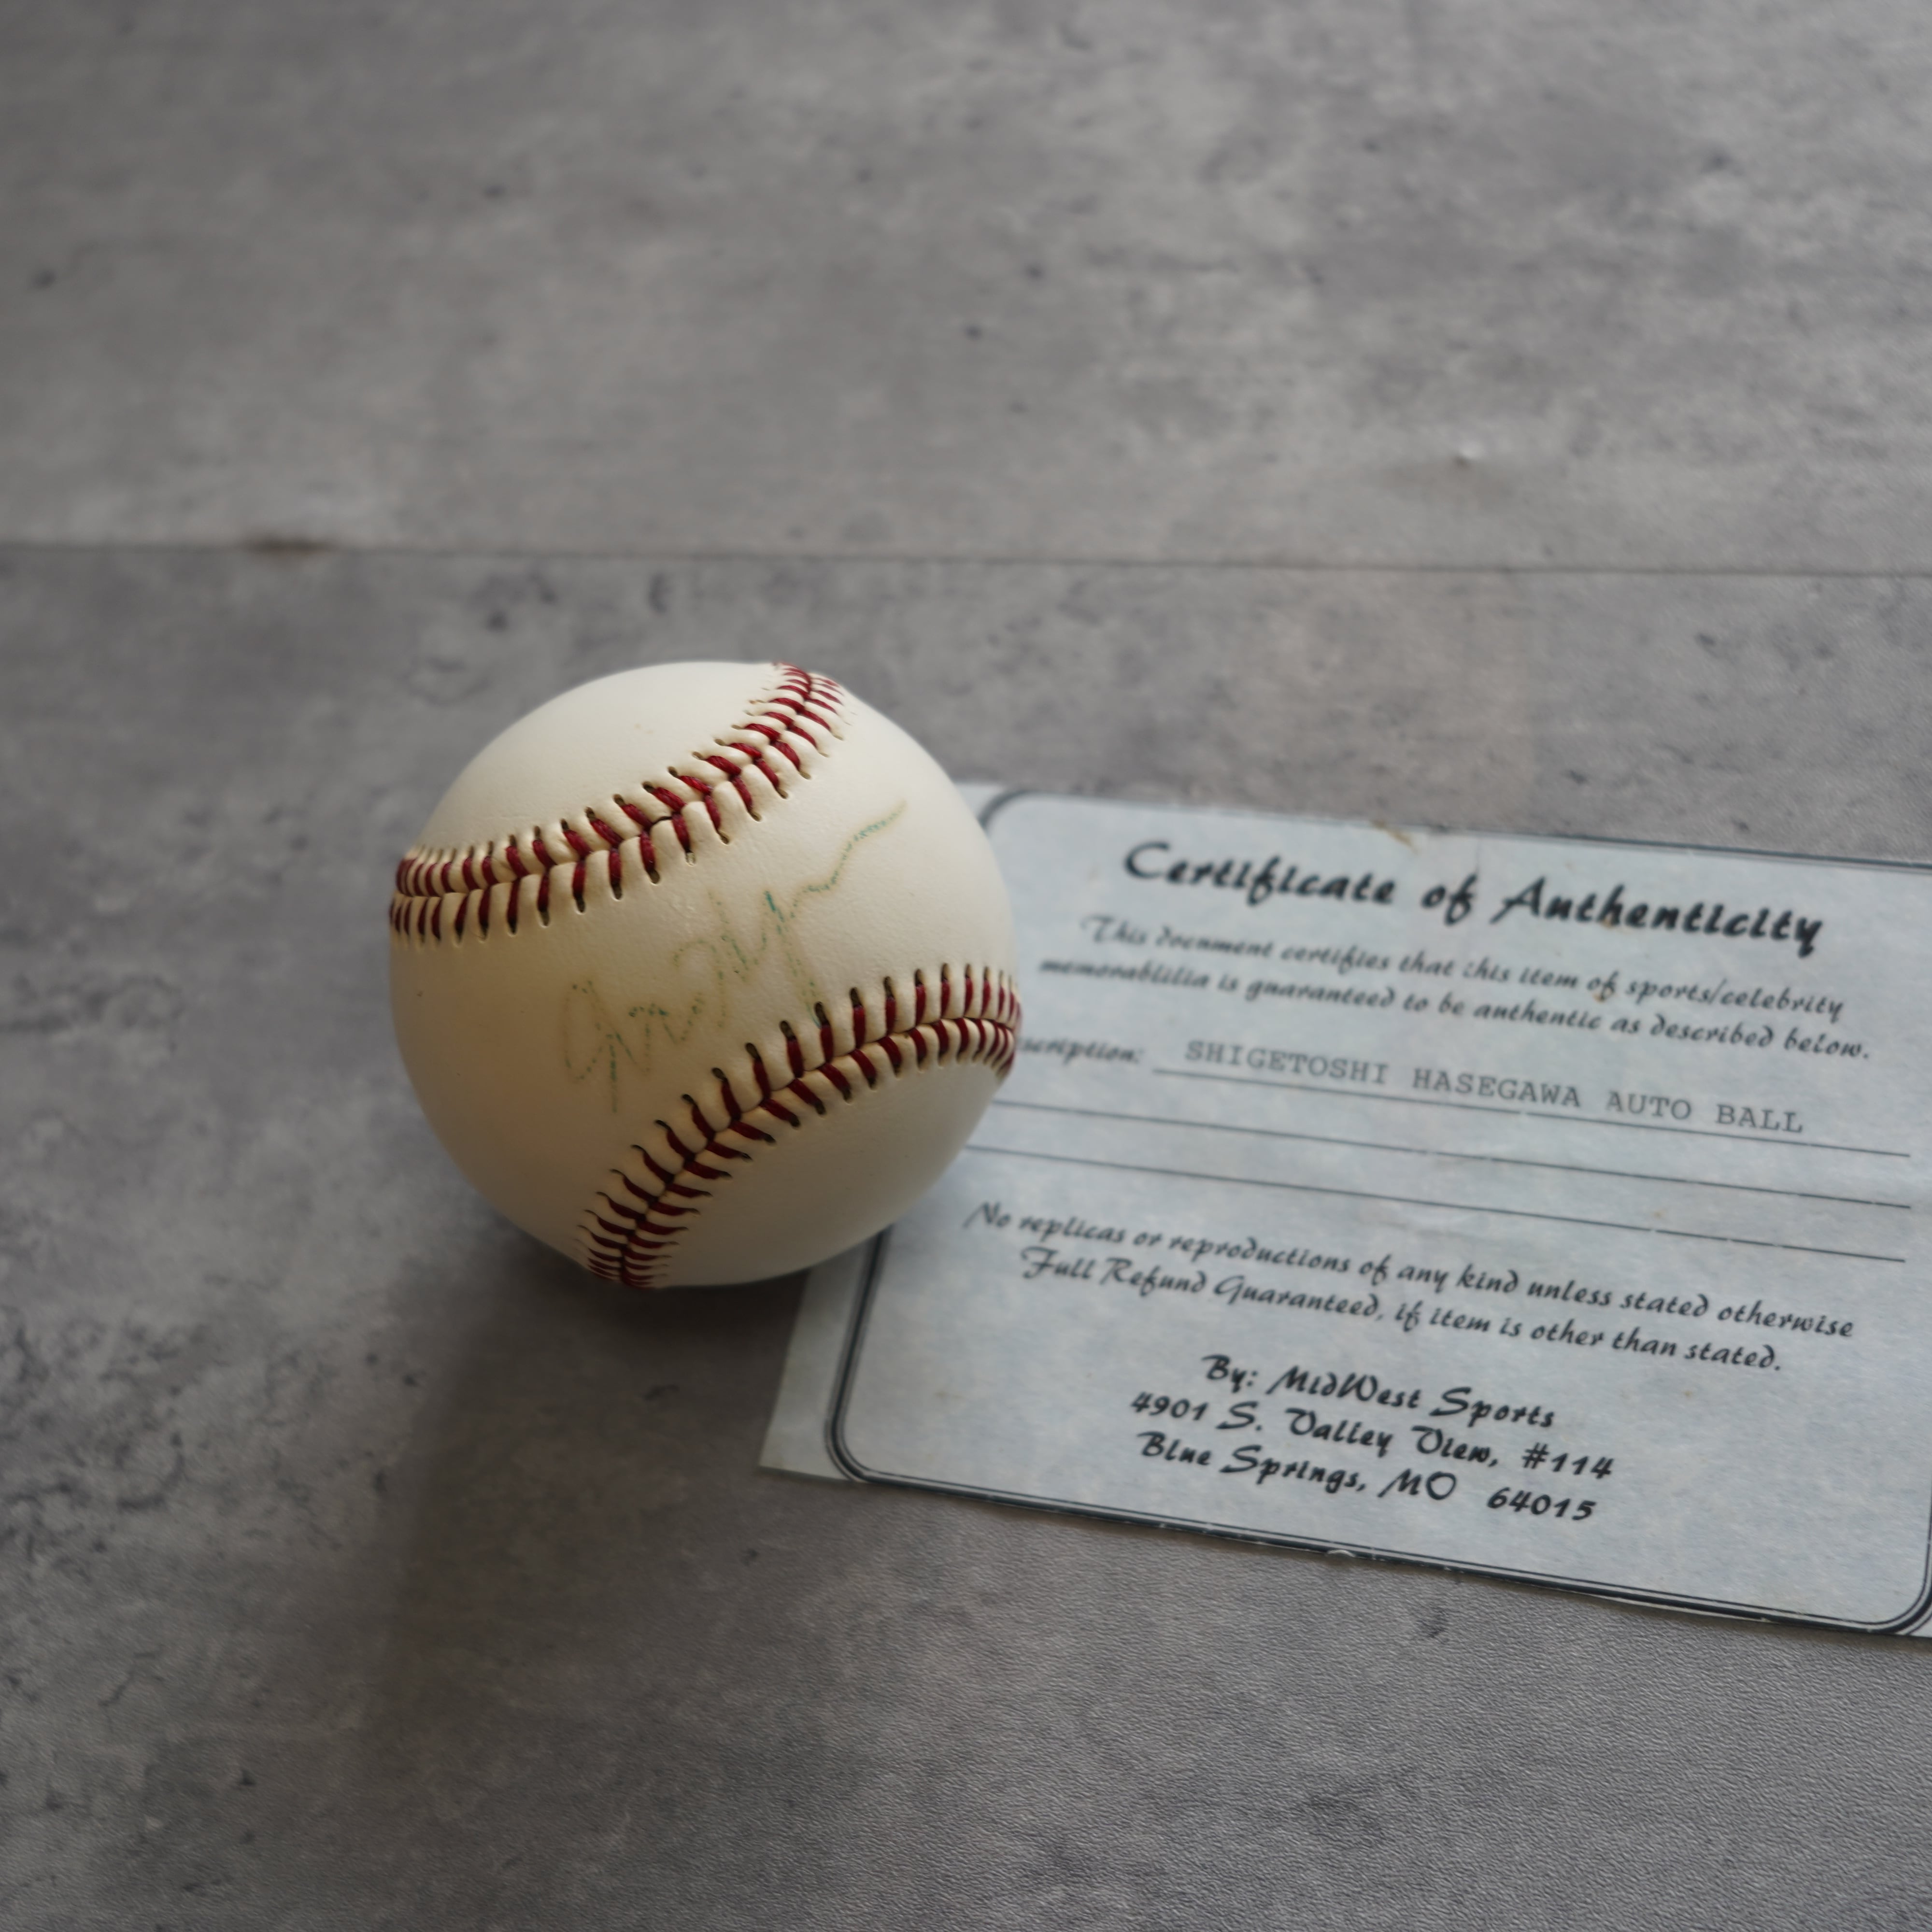 Certificate of Authenticity
This document certifies that this item of sports/celebrity
memorablilia is guaranteed to be authentic as described below.
scription: SHIGETOSHI HASEGAWA AUTO BALL
No replicas or reproductions of any kind unless stated otherwise
Full Refund Guaranteed, if item is other than stated.
By: MidWest Sports
4901 S. Valley View, #114
Blue Springs, MO 64015